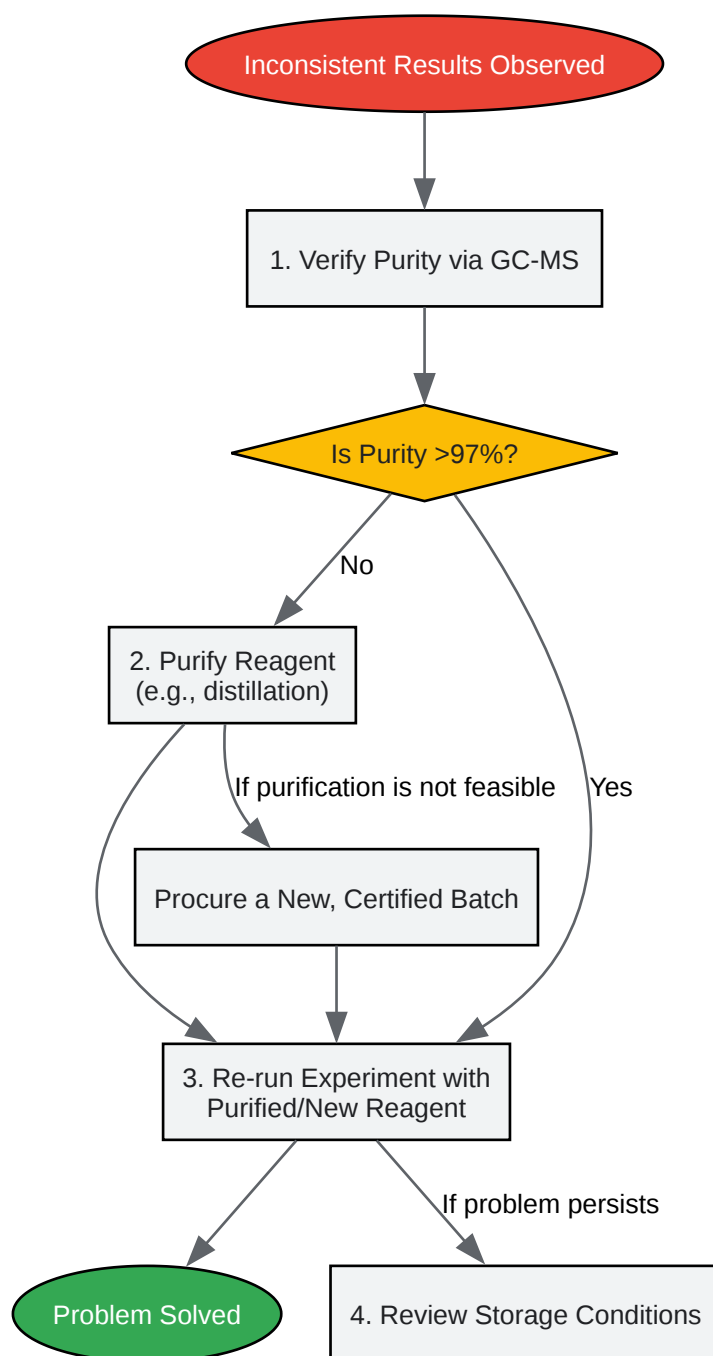 Inconsistent Results Observed
1. Verify Purity via GC-MS
Is Purity >97%?
No
2. Purify Reagent
(e.g., distillation)
If purification is not feasible
Yes
Procure a New, Certified Batch
3. Re-run Experiment with
Purified/New Reagent
If problem persists
Problem Solved
4. Review Storage Conditions